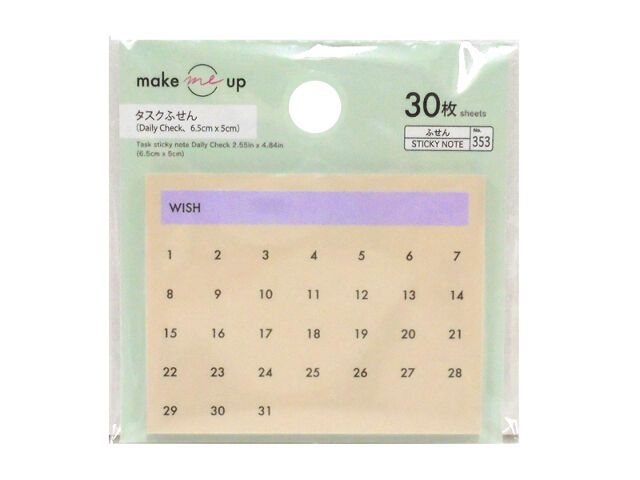 make me up
タスクふせん
(Daily Check、6.5cm x 5cm)
Task sticky note Daily Check 2.55in x 4.84in
(6.5cm x 5cm)
30枚 sheets
ふせん
STICKY NOTE
No.
353
WISH
1 2 3 4 5 6 7
8 9 10 11 12 13 14
15 16 17 18 19 20 21
22 23 24 25 26 27 28
29 30 31